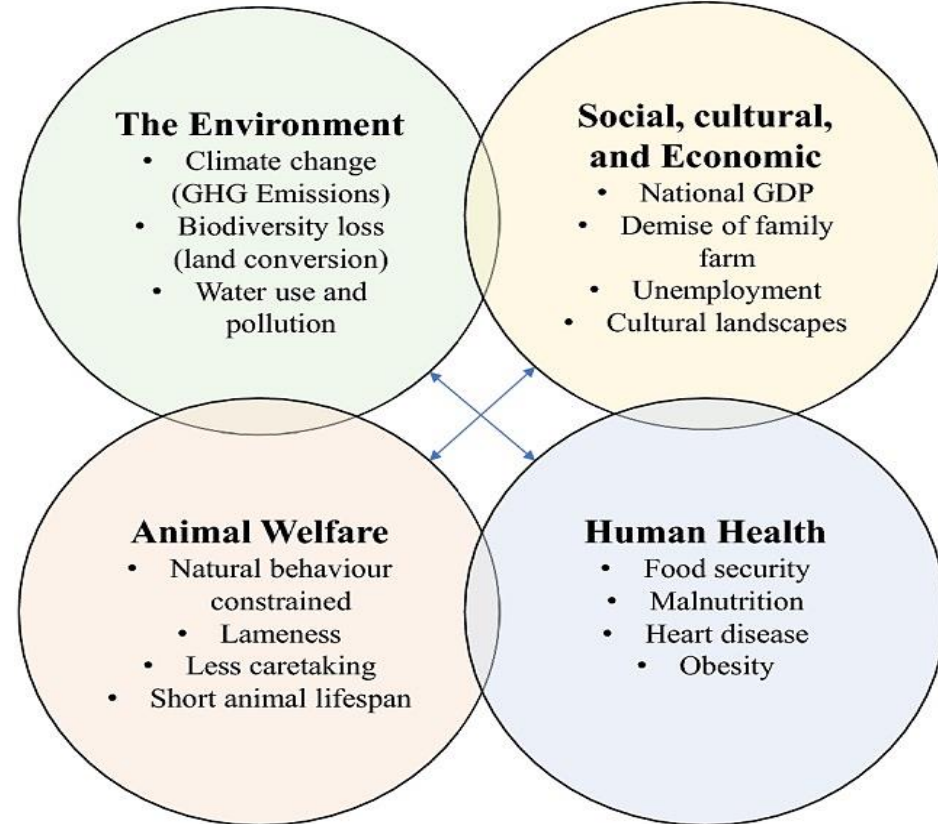 The Environment
• Climate change
(GHG Emissions)
• Biodiversity loss
(land conversion)
• Water use and
pollution
Social, cultural,
and Economic
• National GDP
• Demise of family
farm
• Unemployment
• Cultural landscapes
Animal Welfare
• Natural behaviour
constrained
• Lameness
• Less caretaking
• Short animal lifespan
Human Health
• Food security
• Malnutrition
• Heart disease
• Obesity